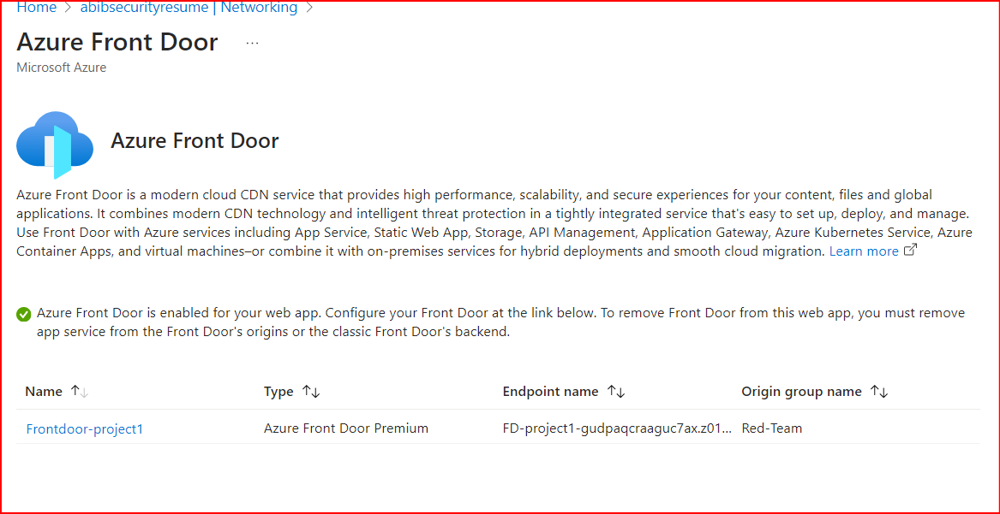 Home > abibsecurityresume | Networking >
Azure Front Door ...
Microsoft Azure
Azure Front Door
Azure Front Door is a modern cloud CDN service that provides high performance, scalability, and secure experiences for your content, files and global
applications. It combines modern CDN technology and intelligent threat protection in a tightly integrated service that's easy to set up, deploy, and manage.
Use Front Door with Azure services including App Service, Static Web App, Storage, API Management, Application Gateway, Azure Kubernetes Service, Azure
Container Apps, and virtual machines–or combine it with on-premises services for hybrid deployments and smooth cloud migration. Learn more
Azure Front Door is enabled for your web app. Configure your Front Door at the link below. To remove Front Door from this web app, you must remove
app service from the Front Door's origins or the classic Front Door's backend.
Name ↑↓ Type ↑↓ Endpoint name ↑↓ Origin group name ↑↓
Frontdoor-project1 Azure Front Door Premium FD-project1-gudpaqcraaguc7ax.z01... Red-Team